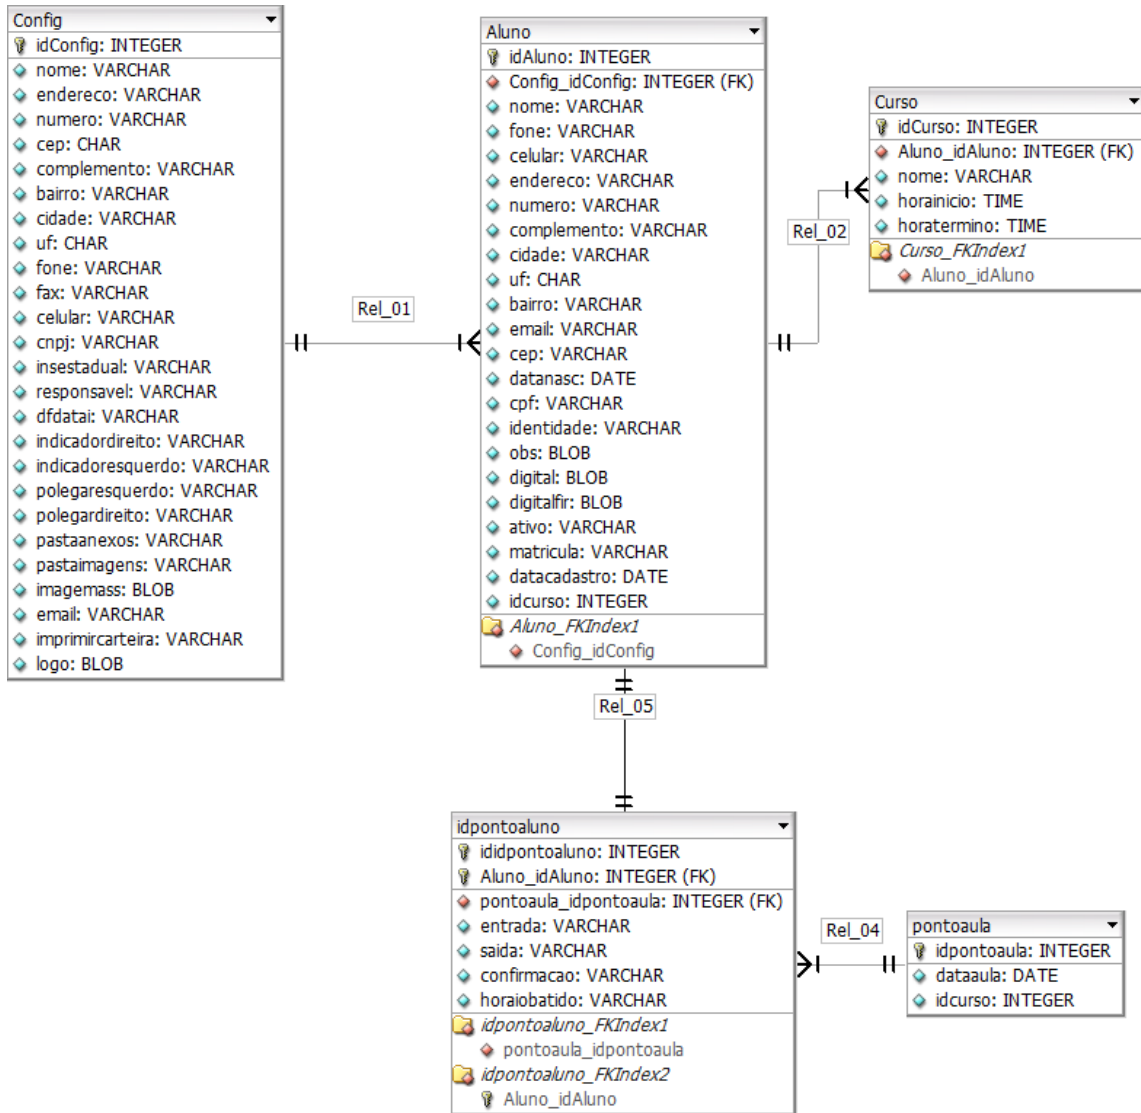 Config
idConfig: INTEGER
nome: VARCHAR
endereco: VARCHAR
numero: VARCHAR
cep: CHAR
complemento: VARCHAR
bairro: VARCHAR
cidade: VARCHAR
uf: CHAR
fone: VARCHAR
fax: VARCHAR
celular: VARCHAR
cnpj: VARCHAR
insestadual: VARCHAR
responsavel: VARCHAR
dfdatai: VARCHAR
indicadordireito: VARCHAR
indicadoresquerdo: VARCHAR
polegaresquerdo: VARCHAR
polegardireito: VARCHAR
pastaanexos: VARCHAR
pastaimagens: VARCHAR
imagemass: BLOB
email: VARCHAR
imprimircarteira: VARCHAR
logo: BLOB
Rel_01
Aluno
idAluno: INTEGER
Config_idConfig: INTEGER (FK)
nome: VARCHAR
fone: VARCHAR
celular: VARCHAR
endereco: VARCHAR
numero: VARCHAR
complemento: VARCHAR
cidade: VARCHAR
uf: CHAR
bairro: VARCHAR
email: VARCHAR
cep: VARCHAR
datanasc: DATE
cpf: VARCHAR
identidade: VARCHAR
obs: BLOB
digital: BLOB
digitalfir: BLOB
ativo: VARCHAR
matricula: VARCHAR
datacadastro: DATE
idcurso: INTEGER
Aluno_FKIndex1
Config_idConfig
Rel_02
Curso
idCurso: INTEGER
Aluno_idAluno: INTEGER (FK)
nome: VARCHAR
horainicio: TIME
horatermino: TIME
Curso_FKIndex1
Aluno_idAluno
Rel_05
idpontoaluno
ididpontoaluno: INTEGER
Aluno_idAluno: INTEGER (FK)
pontoaula_idpontoaula: INTEGER (FK)
entrada: VARCHAR
saida: VARCHAR
confirmacao: VARCHAR
horaiobatido: VARCHAR
idpontoaluno_FKIndex1
pontoaula_idpontoaula
idpontoaluno_FKIndex2
Aluno_idAluno
Rel_04
pontoaula
idpontoaula: INTEGER
dataaula: DATE
idcurso: INTEGER